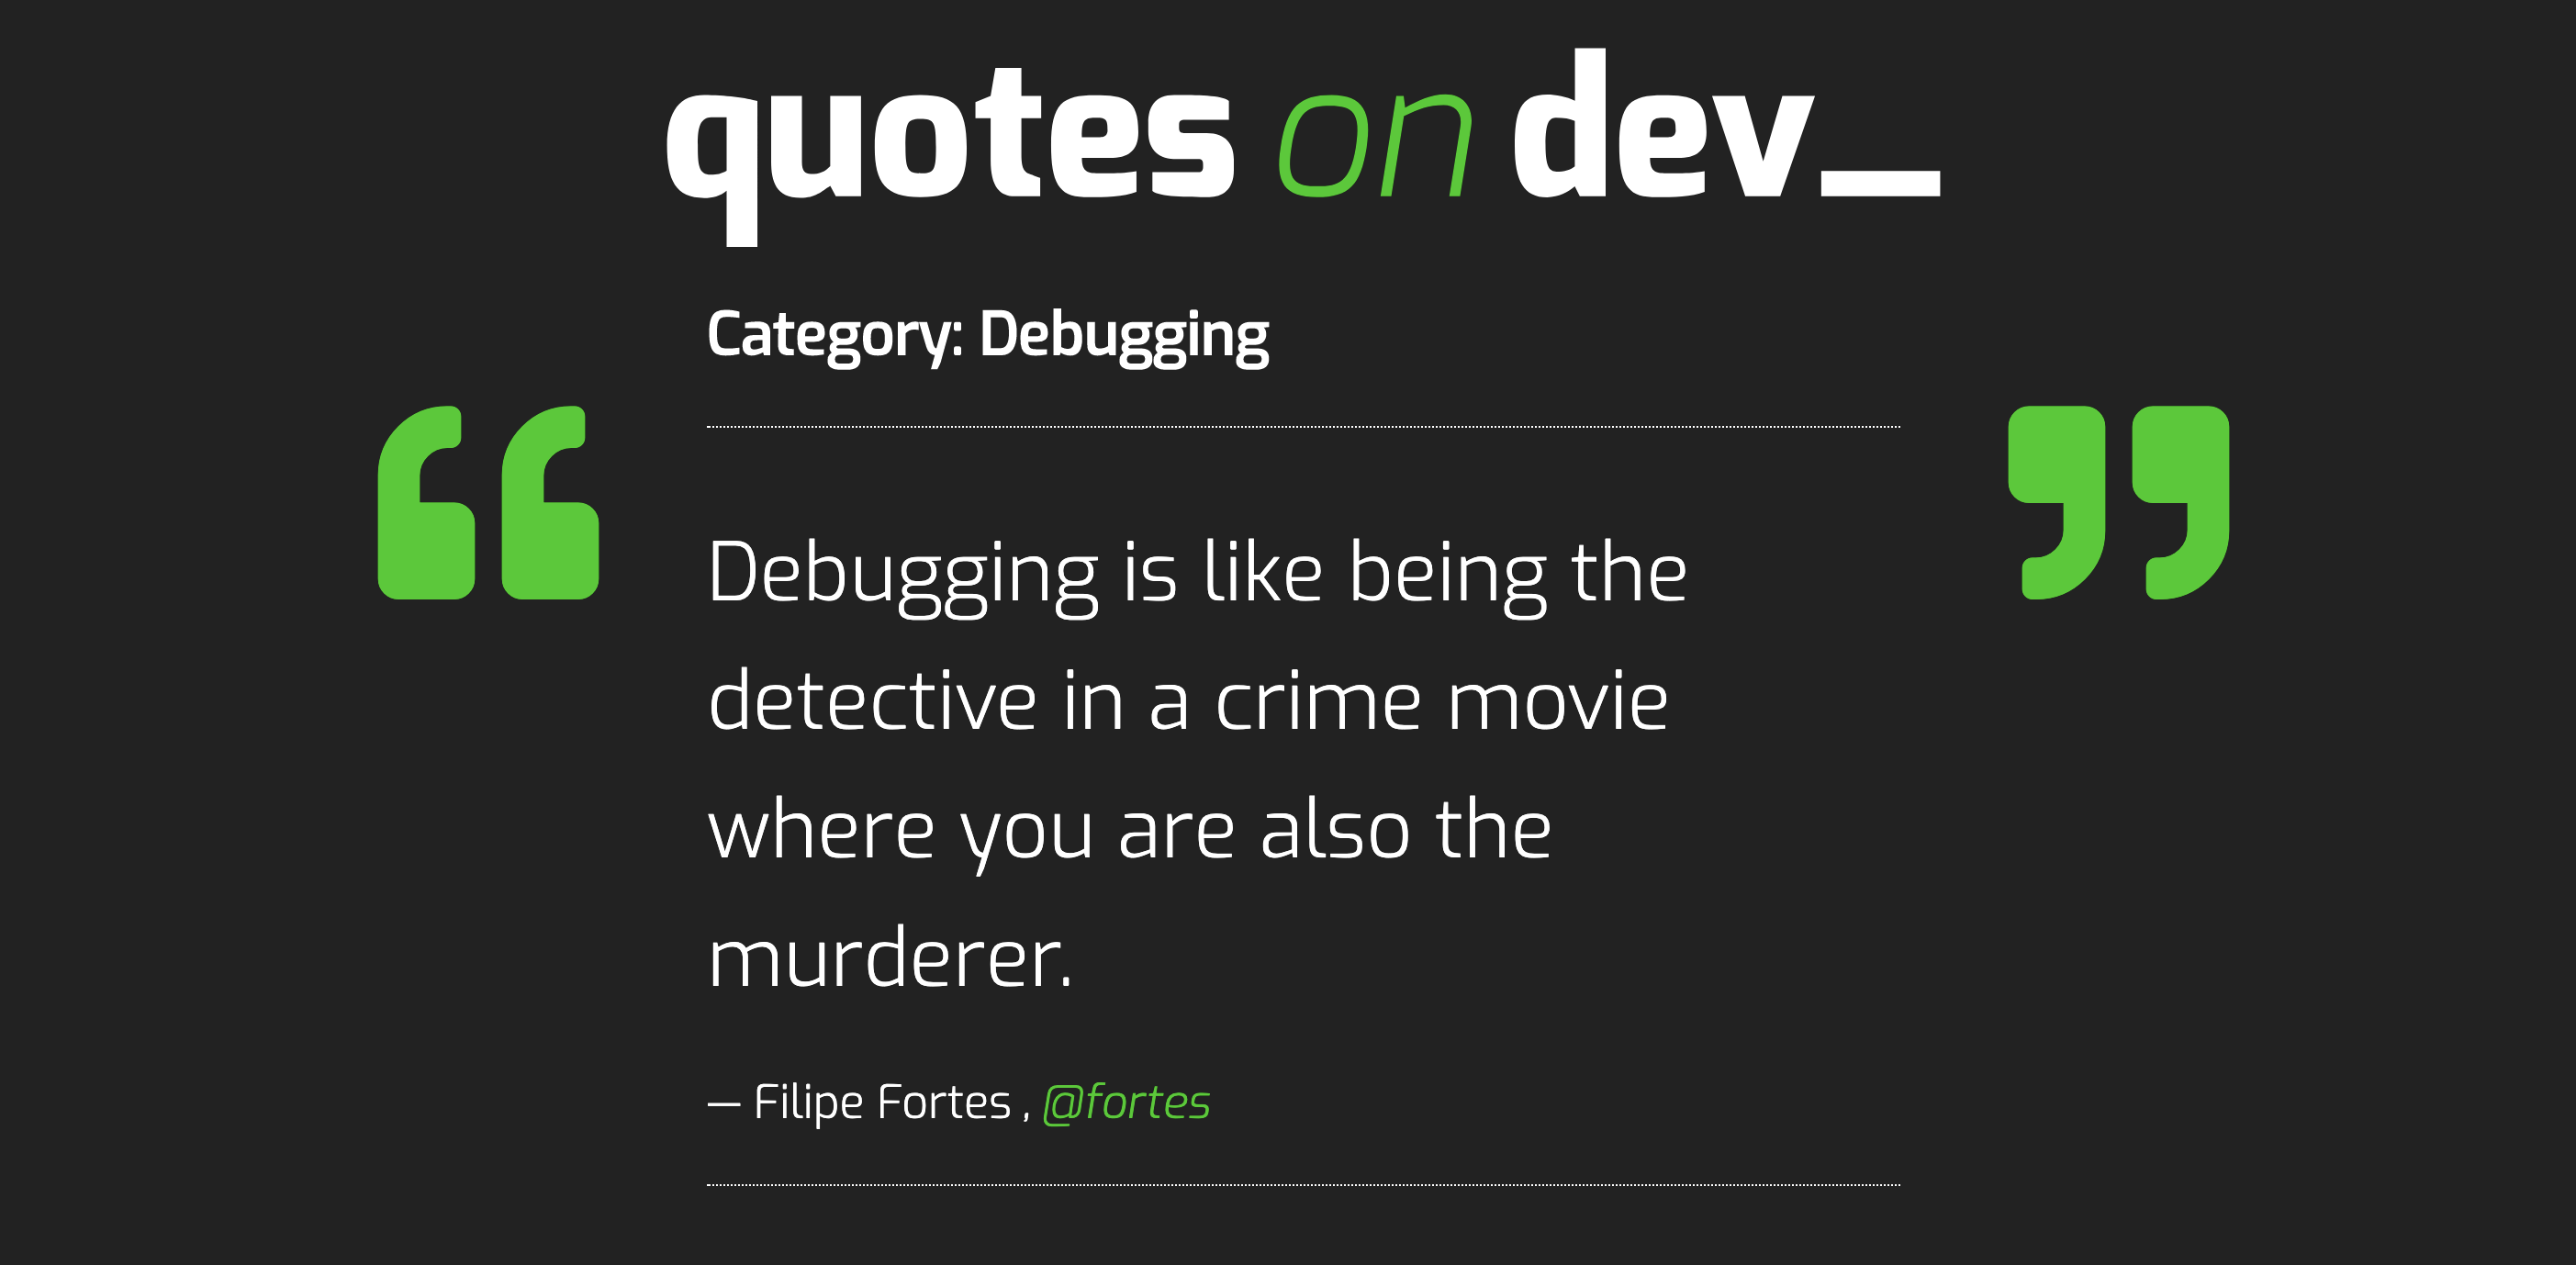 quotes on dev_
Category: Debugging
“
”
Debugging is like being the
detective in a crime movie
where you are also the
murderer.
— Filipe Fortes , @fortes